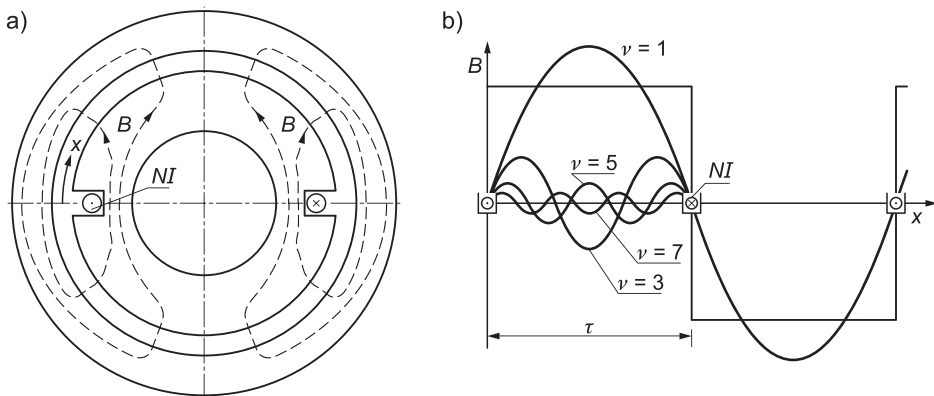 a)
B
B
x
NI
b)
B
ν = 1
ν = 5
NI
x
ν = 7
ν = 3
τ